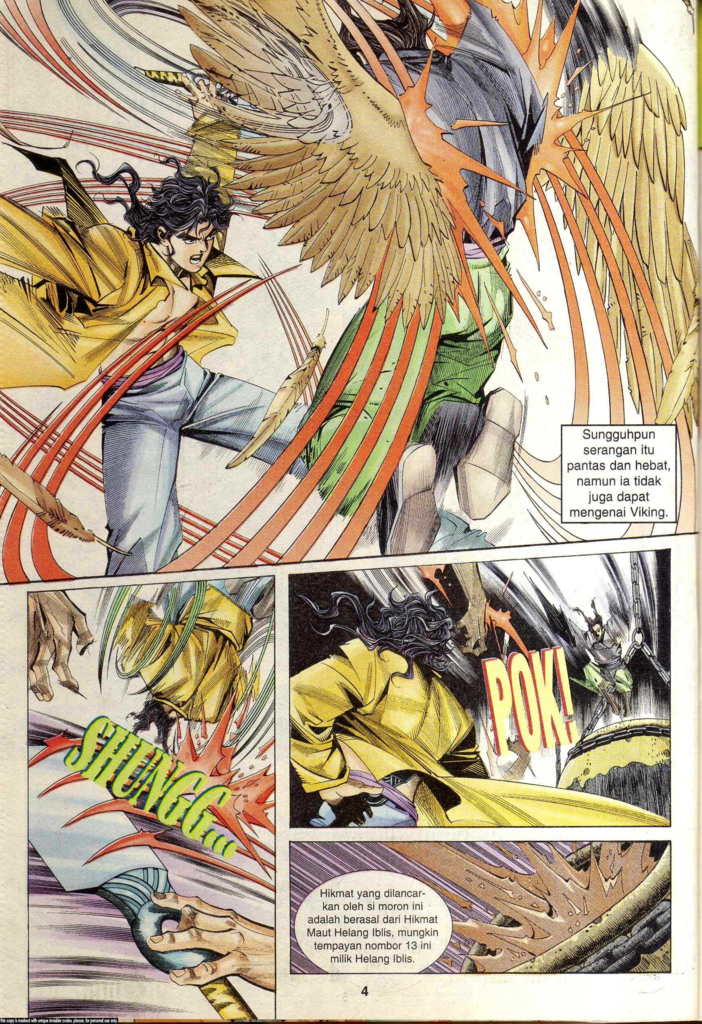 Sungguhpun
serangan itu
pantas dan hebat,
namun ia tidak
juga dapat
mengenai Viking.
SHUNGG...
POK!
Hikmat yang dilancar-
kan oleh si moron ini
adalah berasal dari Hikmat
Maut Helang Iblis, mungkin
tempayan nombor 13 ini
milik Helang Iblis.
4